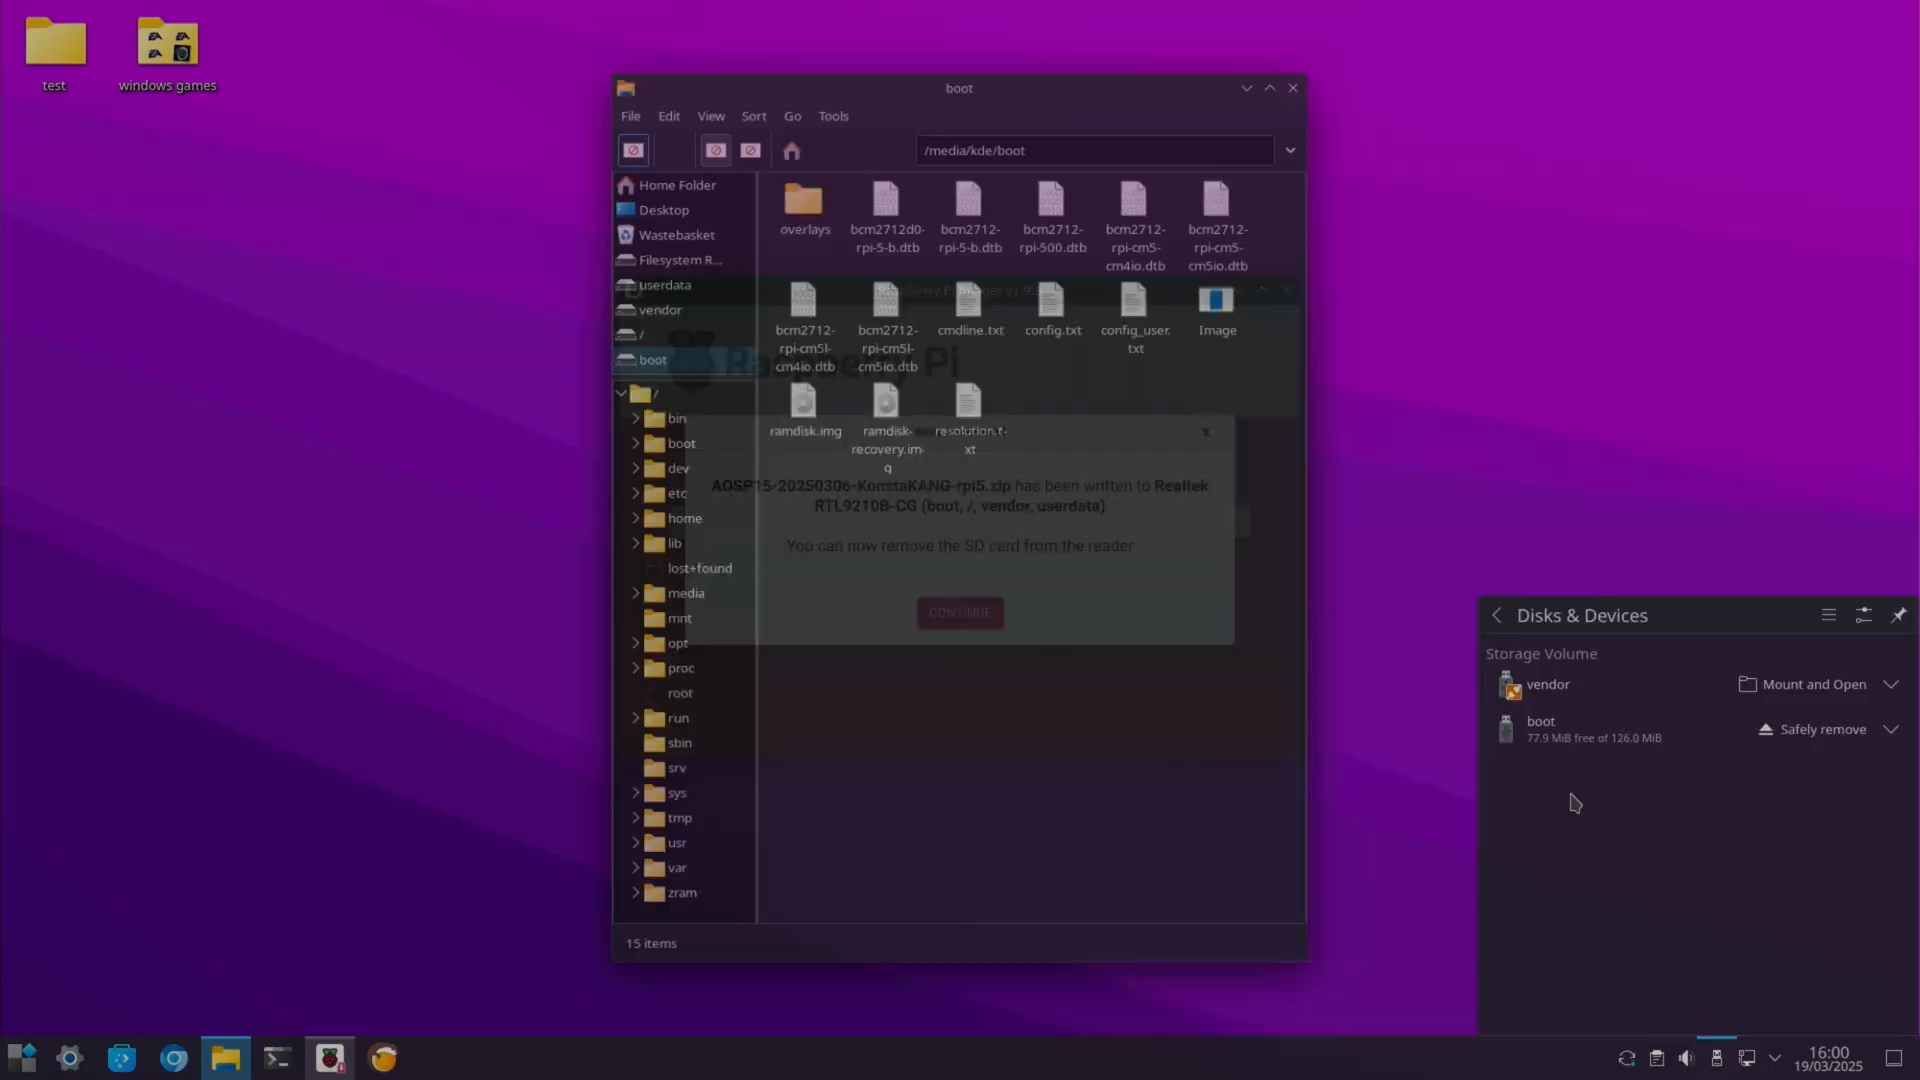 test
windows games
boot
File Edit View Sort Go Tools
/media/kde/boot
Home Folder
Desktop
Wastebasket
Filesystem R...
userdata
vendor
/
boot
/
bin
boot
dev
etc
home
lib
lost+found
media
mnt
opt
proc
root
run
sbin
srv
sys
tmp
usr
var
zram
overlays
bcm2712d0-
rpi-5-b.dtb
bcm2712-
rpi-5-b.dtb
bcm2712-
rpi-500.dtb
bcm2712-
rpi-cm5-
cm4io.dtb
bcm2712-
rpi-cm5-
cm5io.dtb
bcm2712-
rpi-cm5l-
cm4io.dtb
bcm2712-
rpi-cm5l-
cm5io.dtb
cmdline.txt
config.txt
config_user.
txt
Image
ramdisk.img
ramdisk-
recovery.im
g
resolution.t
xt
Raspberry Pi
AOSP15-20250306-KonstaKANG-rpi5.zip has been written to Realtek
RTL9210B-CG (boot, /, vendor, userdata)
You can now remove the SD card from the reader
CONTINUE
15 items
Disks & Devices
Storage Volume
vendor
Mount and Open
boot
77.9 MiB free of 126.0 MiB
Safely remove
16:00
19/03/2025